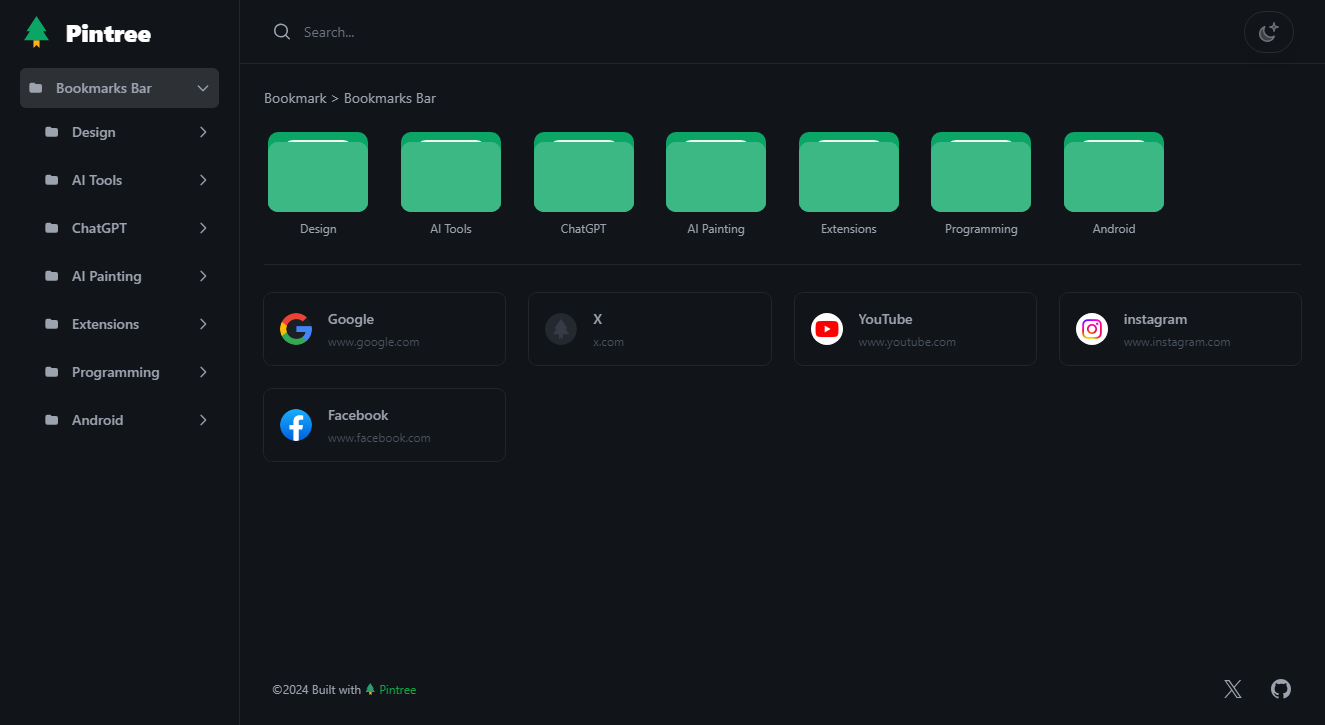 Pintree
Bookmarks Bar
Design
AI Tools
ChatGPT
AI Painting
Extensions
Programming
Android
Search...
Bookmark > Bookmarks Bar
Design
AI Tools
ChatGPT
AI Painting
Extensions
Programming
Android
Google
www.google.com
X
x.com
YouTube
www.youtube.com
instagram
www.instagram.com
Facebook
www.facebook.com
©2024 Built with Pintree